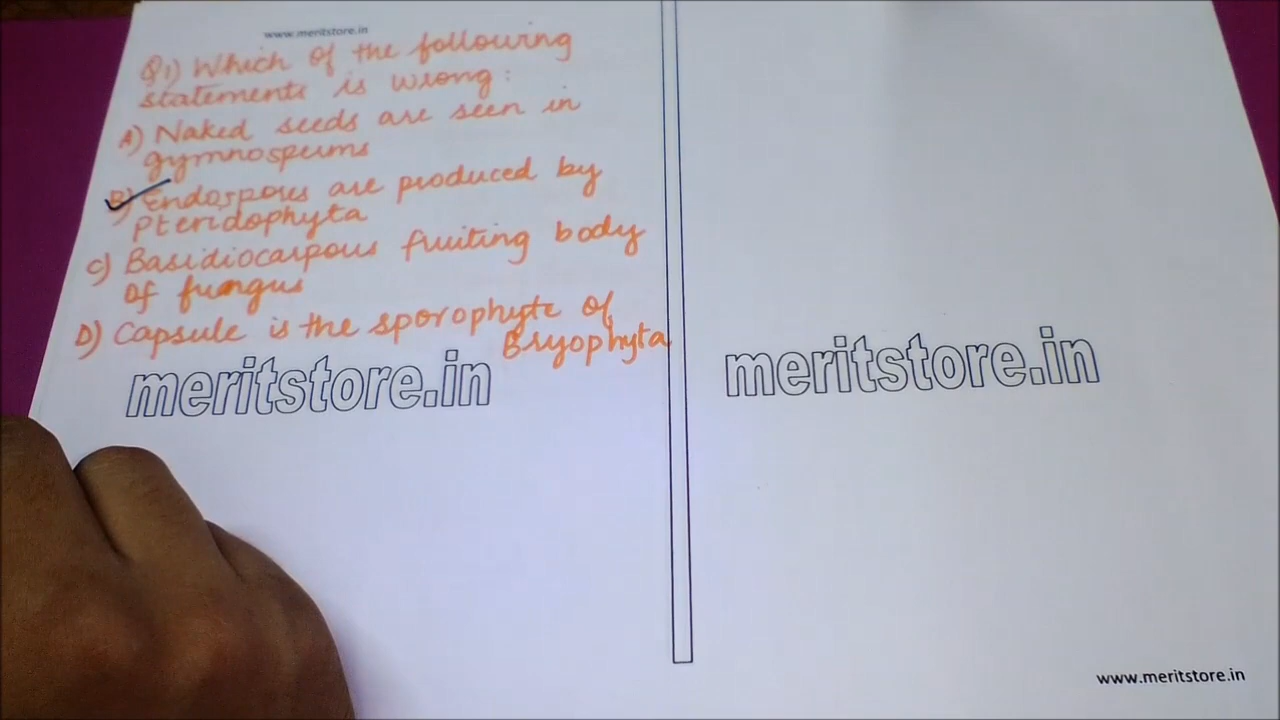 www.meritstore.in
Q1) Which of the following
statements is wrong:
A) Naked seeds are seen in
gymnosperms
B) Endospores are produced by
Pteridophyta
C) Basidiocarpous fruiting body
of fungus
D) Capsule is the sporophyte of
Bryophyta
meritstore.in
meritstore.in
www.meritstore.in